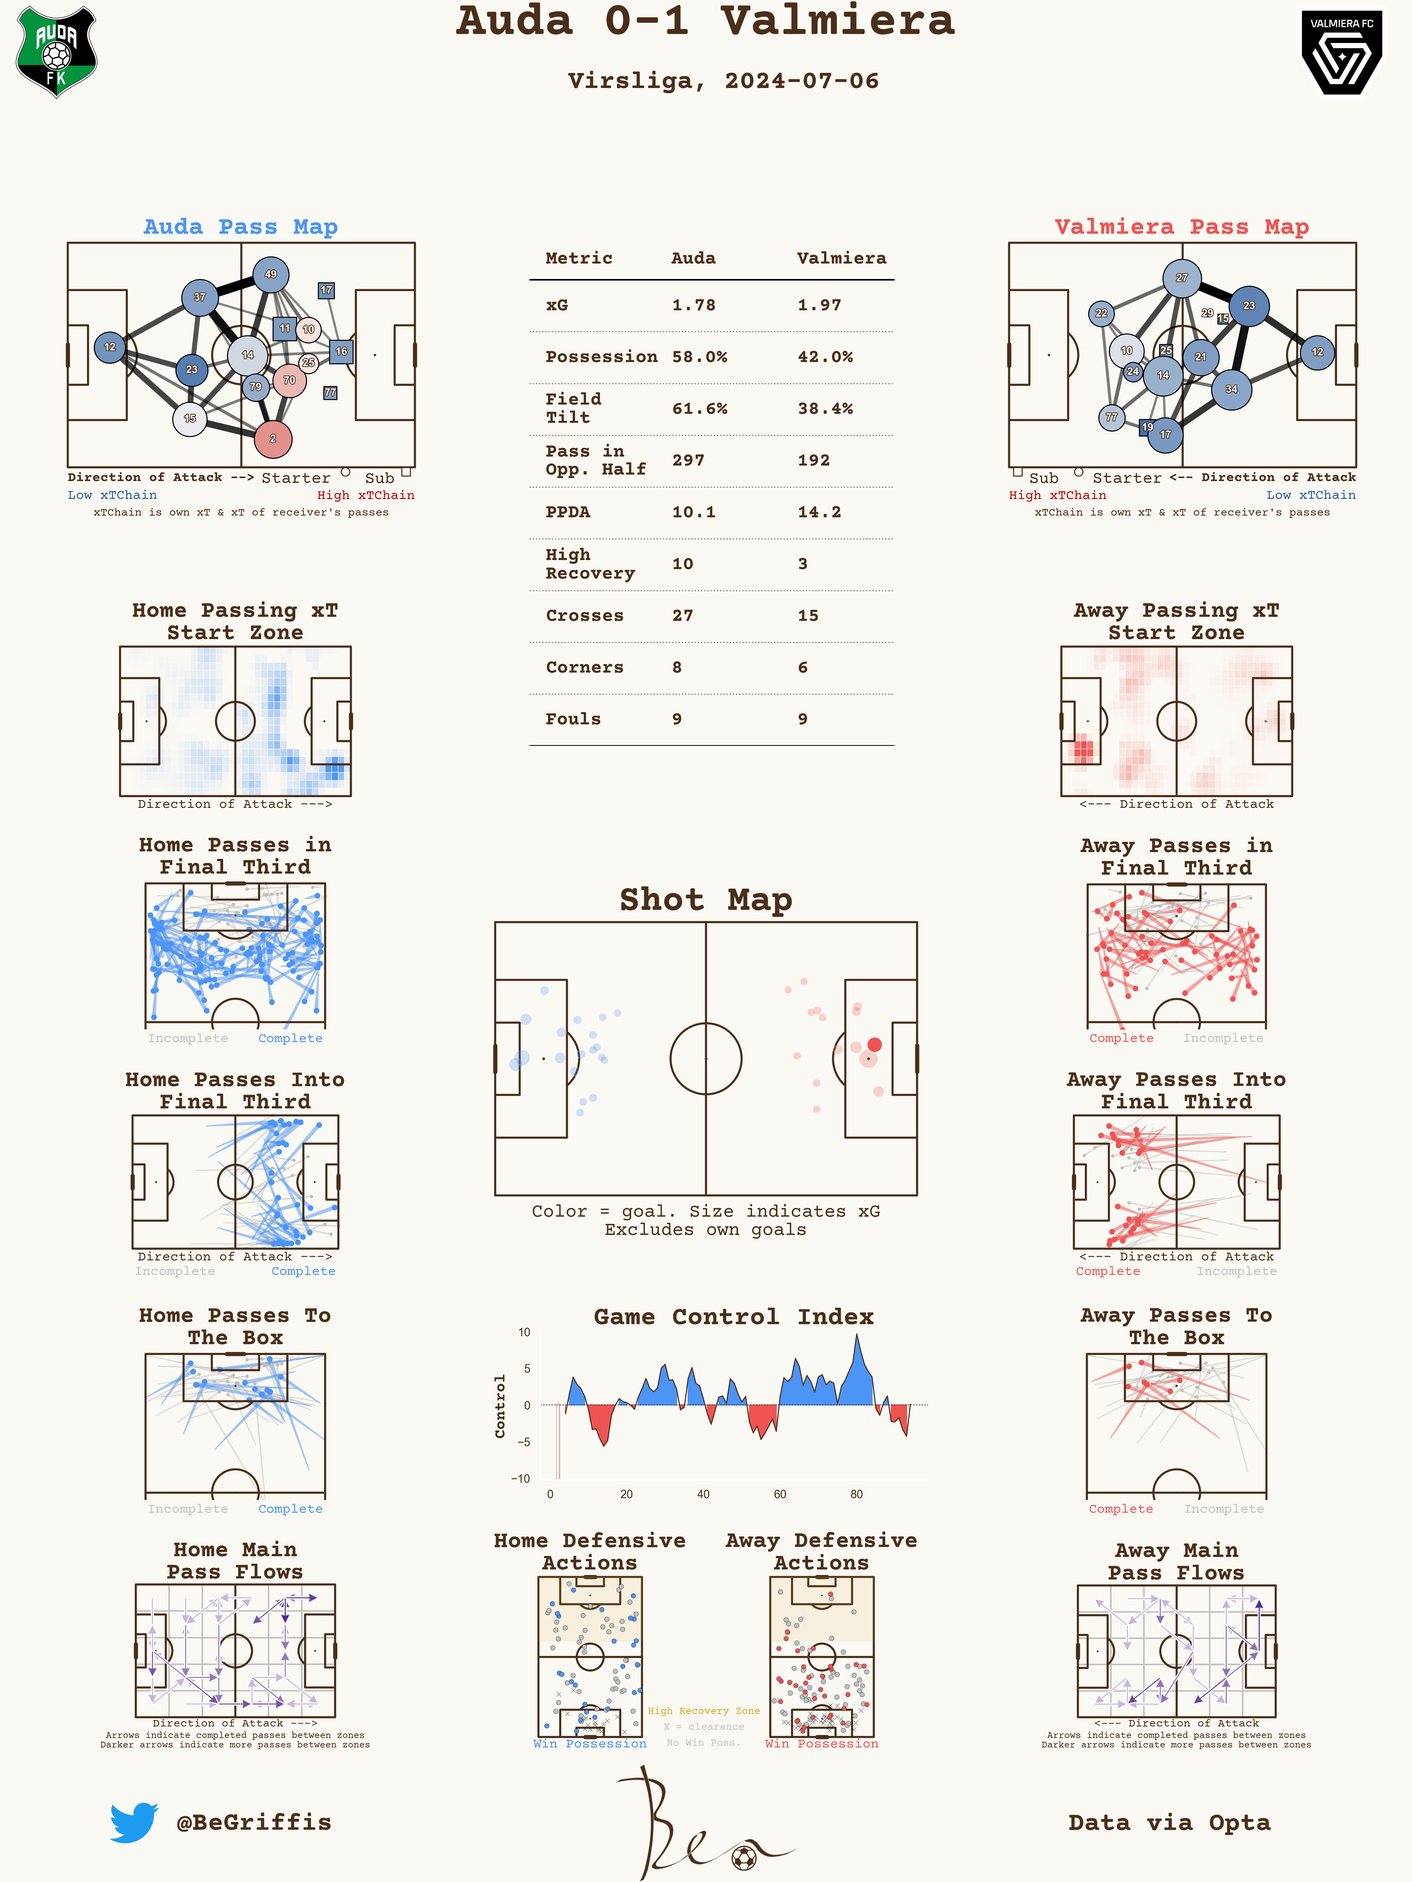 Auda 0-1 Valmiera
Virsliga, 2024-07-06
AUDA
FK
VALMIERA FC
Auda Pass Map
49
37
17
11
10
12
14
16
25
23
70
79
77
15
2
Direction of Attack --> Starter Sub
Low xTChain High xTChain
xTChain is own xT & xT of receiver's passes
Metric Auda Valmiera
xG 1.78 1.97
Possession 58.0% 42.0%
Field
Tilt 61.6% 38.4%
Pass in
Opp. Half 297 192
PPDA 10.1 14.2
High
Recovery 10 3
Crosses 27 15
Corners 8 6
Fouls 9 9
Valmiera Pass Map
27
23
22
29
15
10
25
21
12
24
14
34
77
19
17
Sub Starter <-- Direction of Attack
High xTChain Low xTChain
xTChain is own xT & xT of receiver's passes
Home Passing xT
Start Zone
Direction of Attack --->
Away Passing xT
Start Zone
<--- Direction of Attack
Home Passes in
Final Third
Incomplete Complete
Away Passes in
Final Third
Complete Incomplete
Shot Map
Color = goal. Size indicates xG
Excludes own goals
Home Passes Into
Final Third
Direction of Attack --->
Incomplete Complete
Away Passes Into
Final Third
<--- Direction of Attack
Complete Incomplete
Home Passes To
The Box
Incomplete Complete
Game Control Index
Control
10
5
0
−5
−10
0 20 40 60 80
Away Passes To
The Box
Complete Incomplete
Home Main
Pass Flows
Direction of Attack --->
Arrows indicate completed passes between zones
Darker arrows indicate more passes between zones
Home Defensive
Actions
Win Possession
Away Defensive
Actions
Win Possession
High Recovery Zone
X = clearance
No Win Poss.
Away Main
Pass Flows
<--- Direction of Attack
Arrows indicate completed passes between zones
Darker arrows indicate more passes between zones
@BeGriffis
Ben
Data via Opta